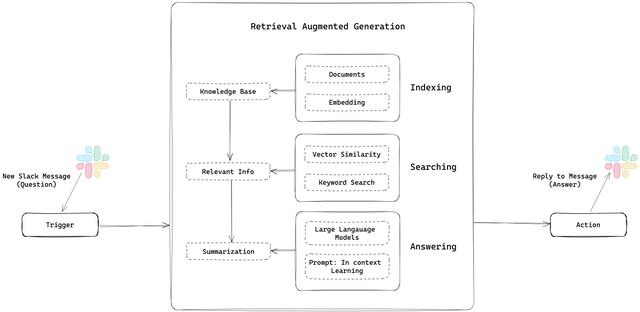 Retrieval Augmented Generation
Documents
Embedding
Indexing
Knowledge Base
Vector Similarity
Keyword Search
Searching
Relevant Info
Large Langauage
Models
Prompt: In context
Learning
Answering
Summarization
New Slack Message
(Question)
Trigger
Reply to Message
(Answer)
Action